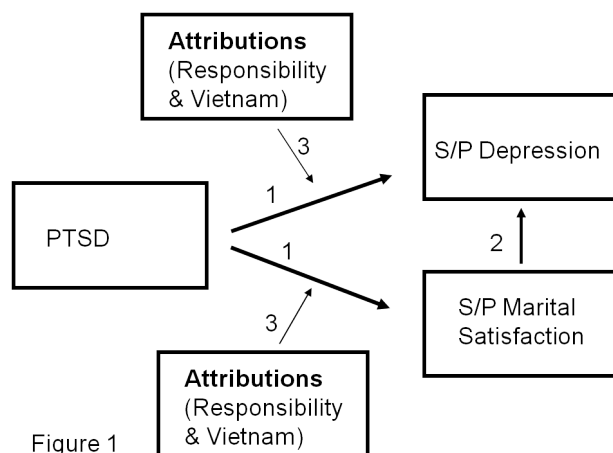 Attributions
(Responsibility
& Vietnam)
3
S/P Depression
1
PTSD
1
2
S/P Marital
Satisfaction
3
Attributions
(Responsibility
& Vietnam)
Figure 1